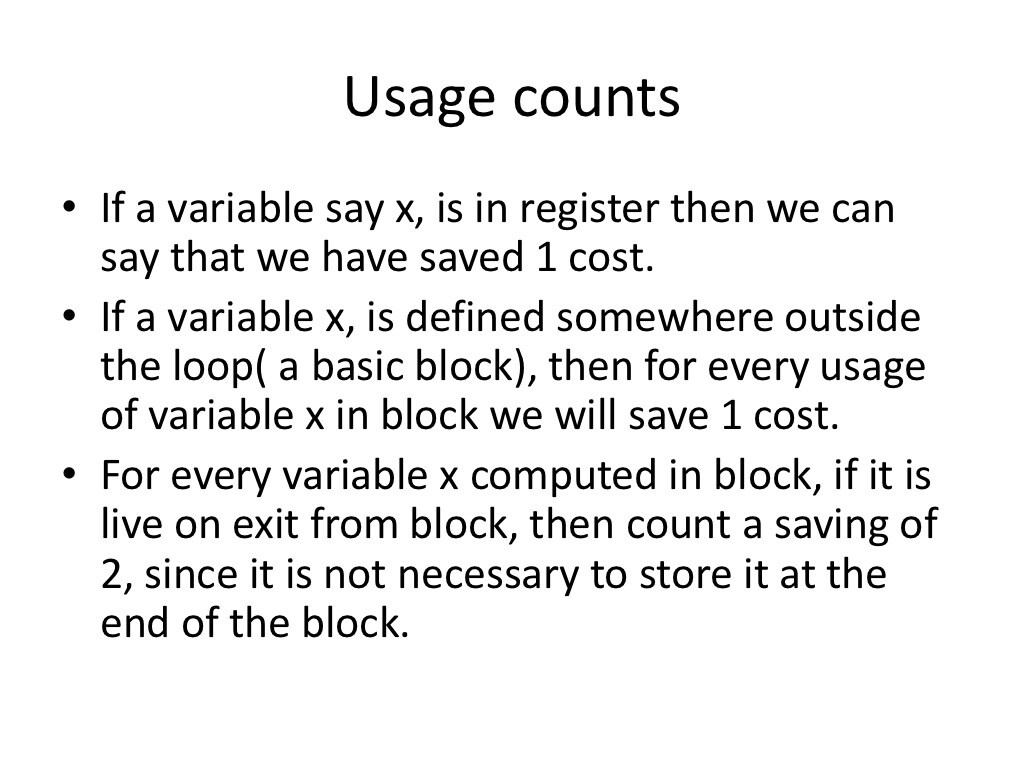 Usage counts
• If a variable say x, is in register then we can
say that we have saved 1 cost.
• If a variable x, is defined somewhere outside
the loop( a basic block), then for every usage
of variable x in block we will save 1 cost.
• For every variable x computed in block, if it is
live on exit from block, then count a saving of
2, since it is not necessary to store it at the
end of the block.